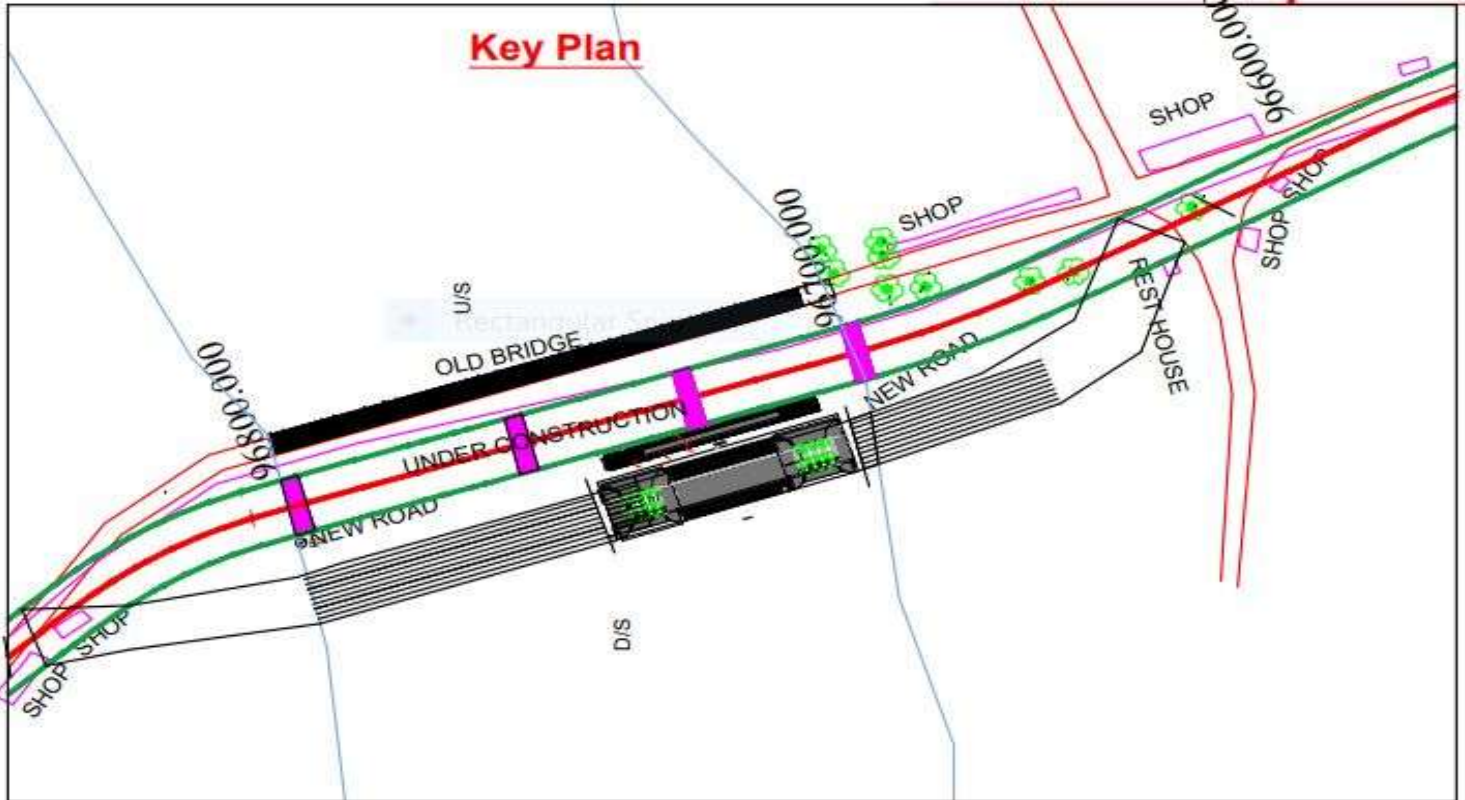 Key Plan
96600.000
SHOP
SHOP
SHOP
SHOP
96700.000
U/S
REST HOUSE
OLD BRIDGE
96800.000
NEW ROAD
UNDER CONSTRUCTION
NEW ROAD
D/S
SHOP
SHOP